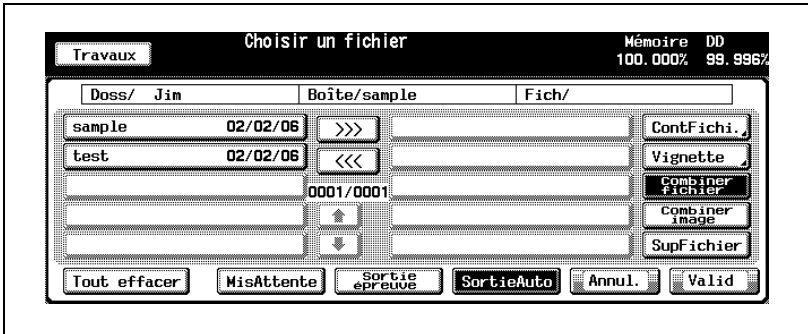 Travaux Choisir un fichier Mémoire DD
100.000% 99.996%
Doss/ Jim Boîte/sample Fich/
sample 02/02/06 >>> ContFichi.
test 02/02/06 <<< Vignette
0001/0001 Combiner fichier
Combiner image
SupFichier
Tout effacer MisAttente Sortie épreuve SortieAuto Annul. Valid